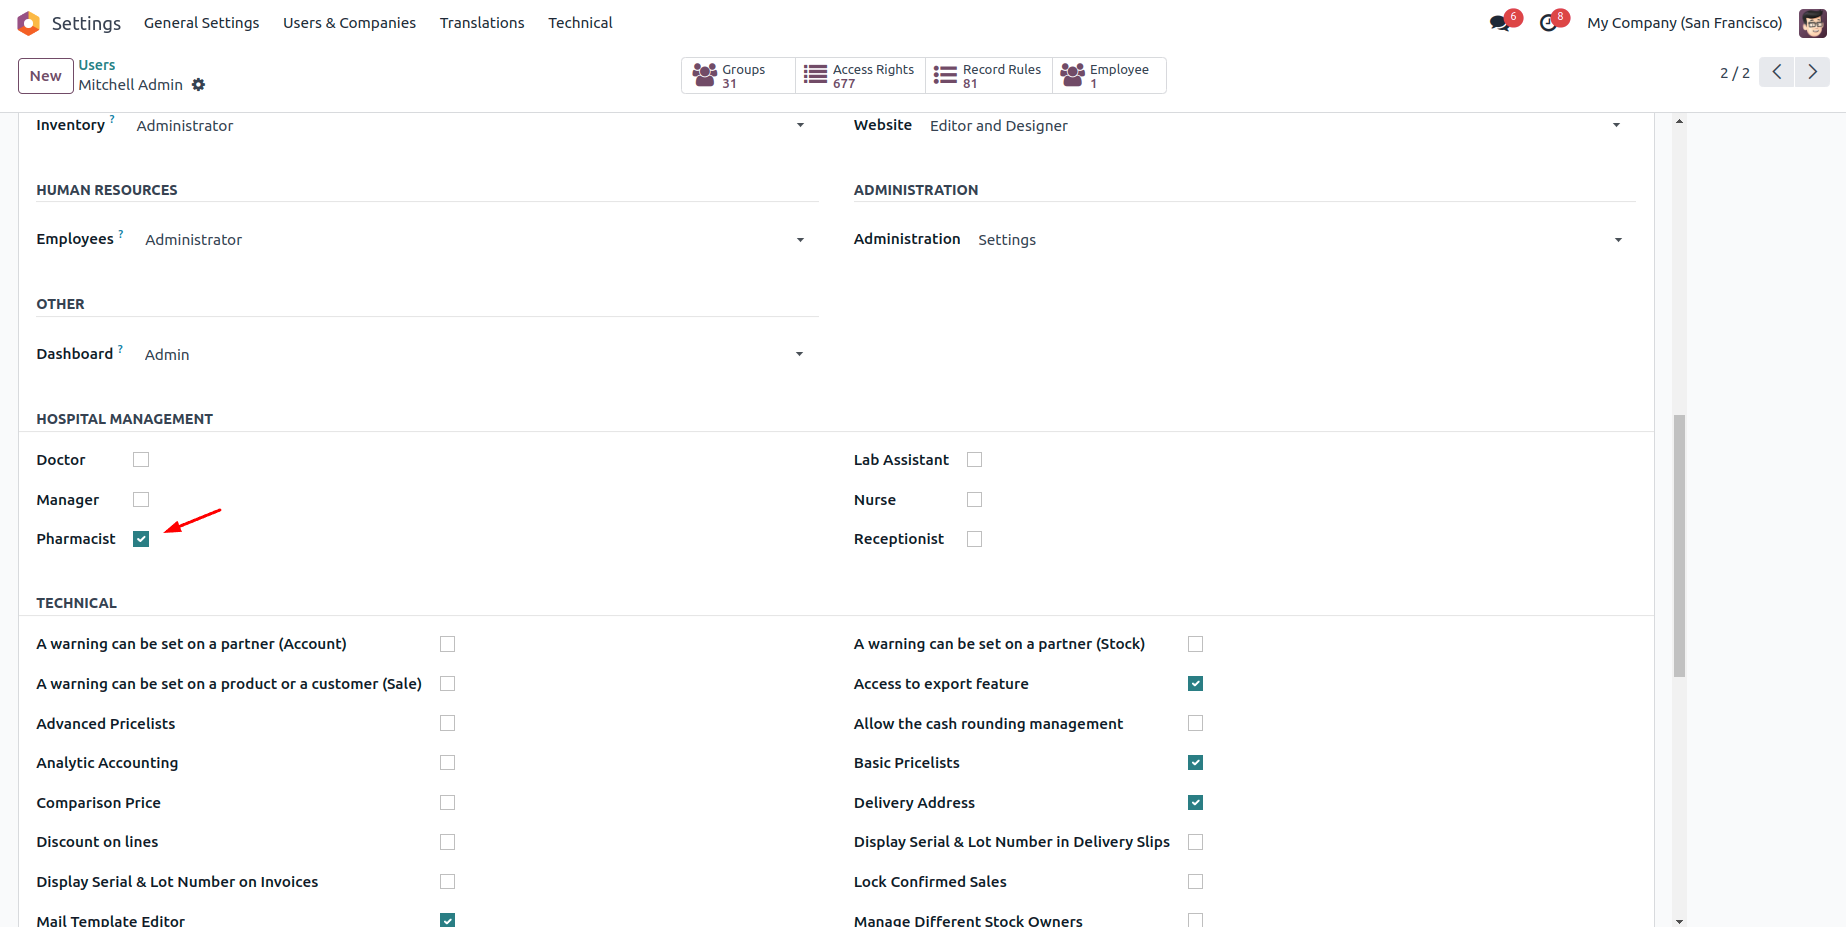 Settings General Settings Users & Companies Translations Technical 6 8 My Company (San Francisco)
New Users Mitchell Admin Groups 31 Access Rights 677 Record Rules 81 Employee 1 2 / 2
Inventory ? Administrator Website Editor and Designer
HUMAN RESOURCES ADMINISTRATION
Employees ? Administrator Administration Settings
OTHER
Dashboard ? Admin
HOSPITAL MANAGEMENT
Doctor Lab Assistant
Manager Nurse
Pharmacist Receptionist
TECHNICAL
A warning can be set on a partner (Account) A warning can be set on a partner (Stock)
A warning can be set on a product or a customer (Sale) Access to export feature
Advanced Pricelists Allow the cash rounding management
Analytic Accounting Basic Pricelists
Comparison Price Delivery Address
Discount on lines Display Serial & Lot Number in Delivery Slips
Display Serial & Lot Number on Invoices Lock Confirmed Sales
Mail Template Editor Manage Different Stock Owners